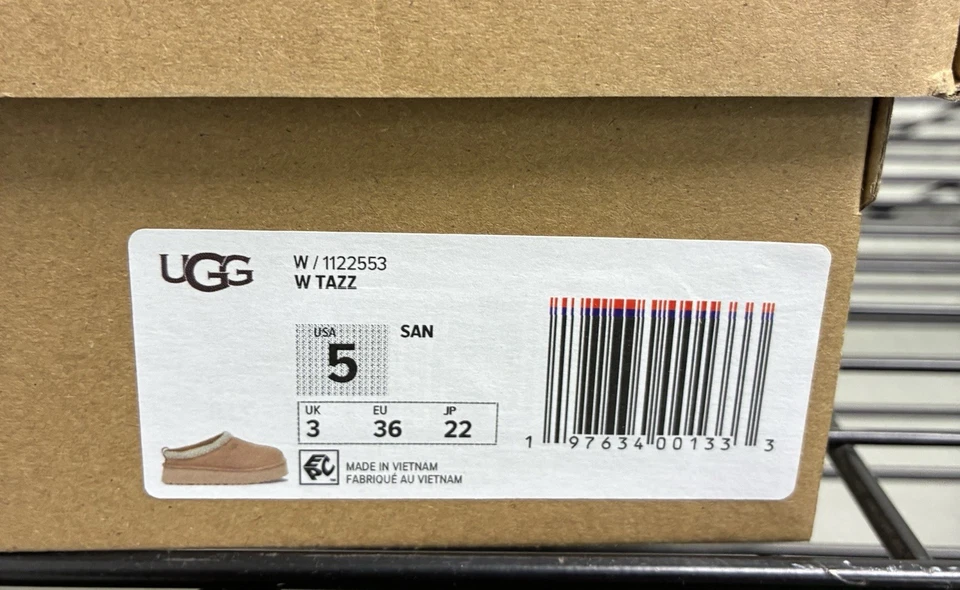 UGG
W / 1122553
W TAZZ
USA
5
SAN
UK EU JP
3 36 22
MADE IN VIETNAM
FABRIQUÉ AU VIETNAM
1 97634 00133 3